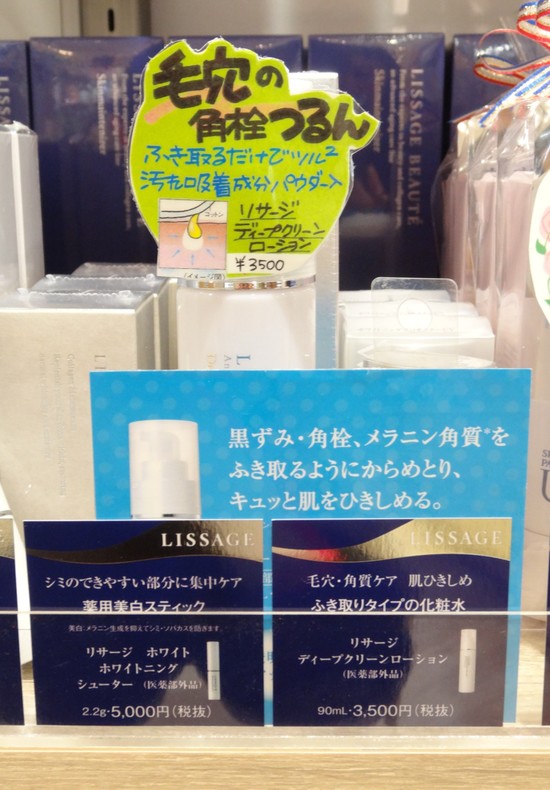 LISSAGE BEAUTÉ
Skinmaintenizer
毛穴の
角栓つるん
ふき取るだけでツル2
汚れ吸着成分パウダー入
コットン
リサージ
ディープクリーン
ローション
¥3500
(イメージ図)
黒ずみ・角栓、メラニン角質*を
ふき取るようにからめとり、
キュッと肌をひきしめる。
LISSAGE
シミのできやすい部分に集中ケア
薬用美白スティック
美白:メラニン生成を抑えてシミ・ソバカスを防ぎます。
リサージ ホワイト
ホワイトニング
シューター (医薬部外品)
2.2g・5,000円(税抜)
LISSAGE
毛穴・角質ケア 肌ひきしめ
ふき取りタイプの化粧水
リサージ
ディープクリーンローション
(医薬部外品)
90mL・3,500円(税抜)